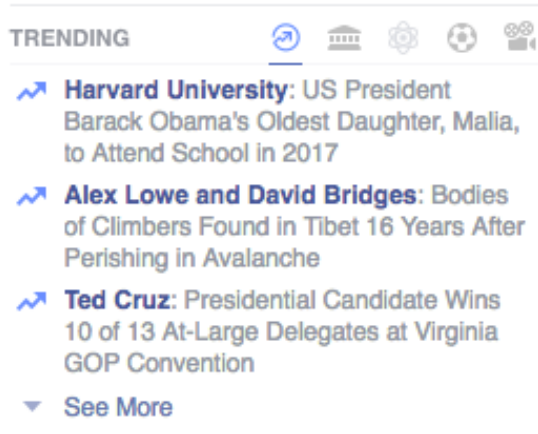 TRENDING
Harvard University: US President
Barack Obama's Oldest Daughter, Malia,
to Attend School in 2017
Alex Lowe and David Bridges: Bodies
of Climbers Found in Tibet 16 Years After
Perishing in Avalanche
Ted Cruz: Presidential Candidate Wins
10 of 13 At-Large Delegates at Virginia
GOP Convention
See More